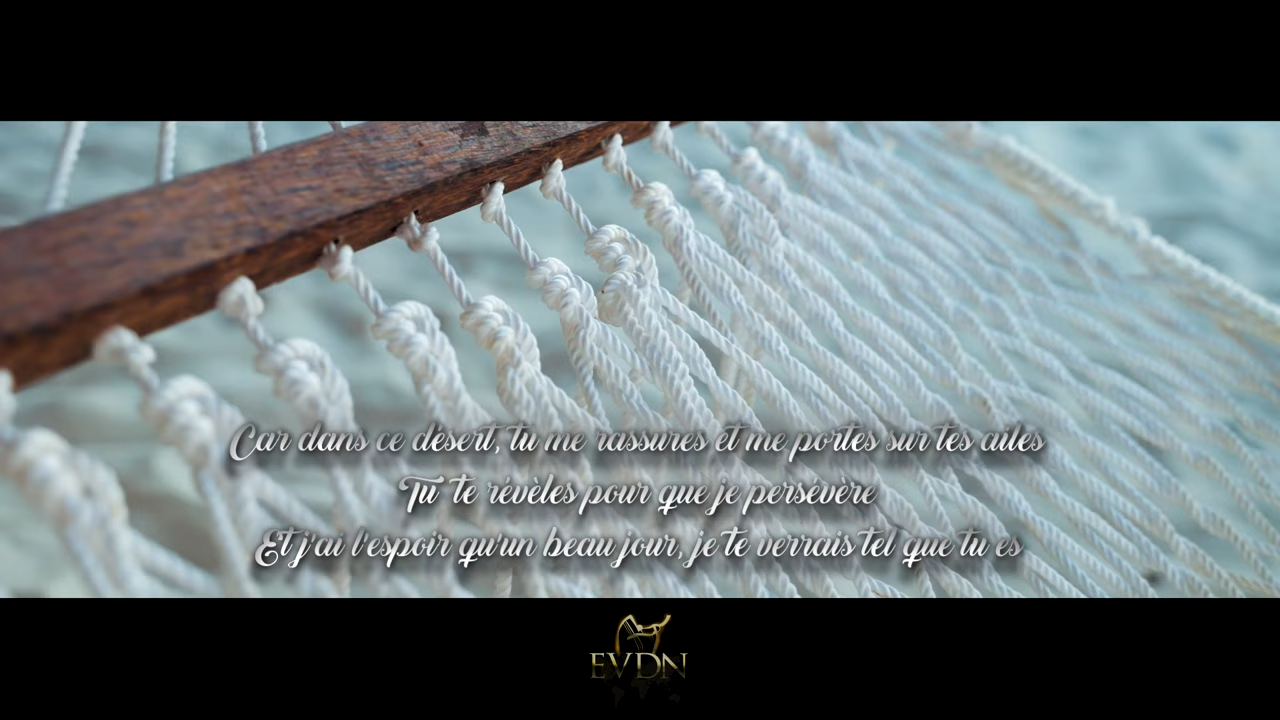 Car dans ce désert, tu me rassures et me portes sur tes ailes
Tu te révèles pour que je persévère
Et j'ai l'espoir qu'un beau jour, je te verrais tel que tu es
EVDN